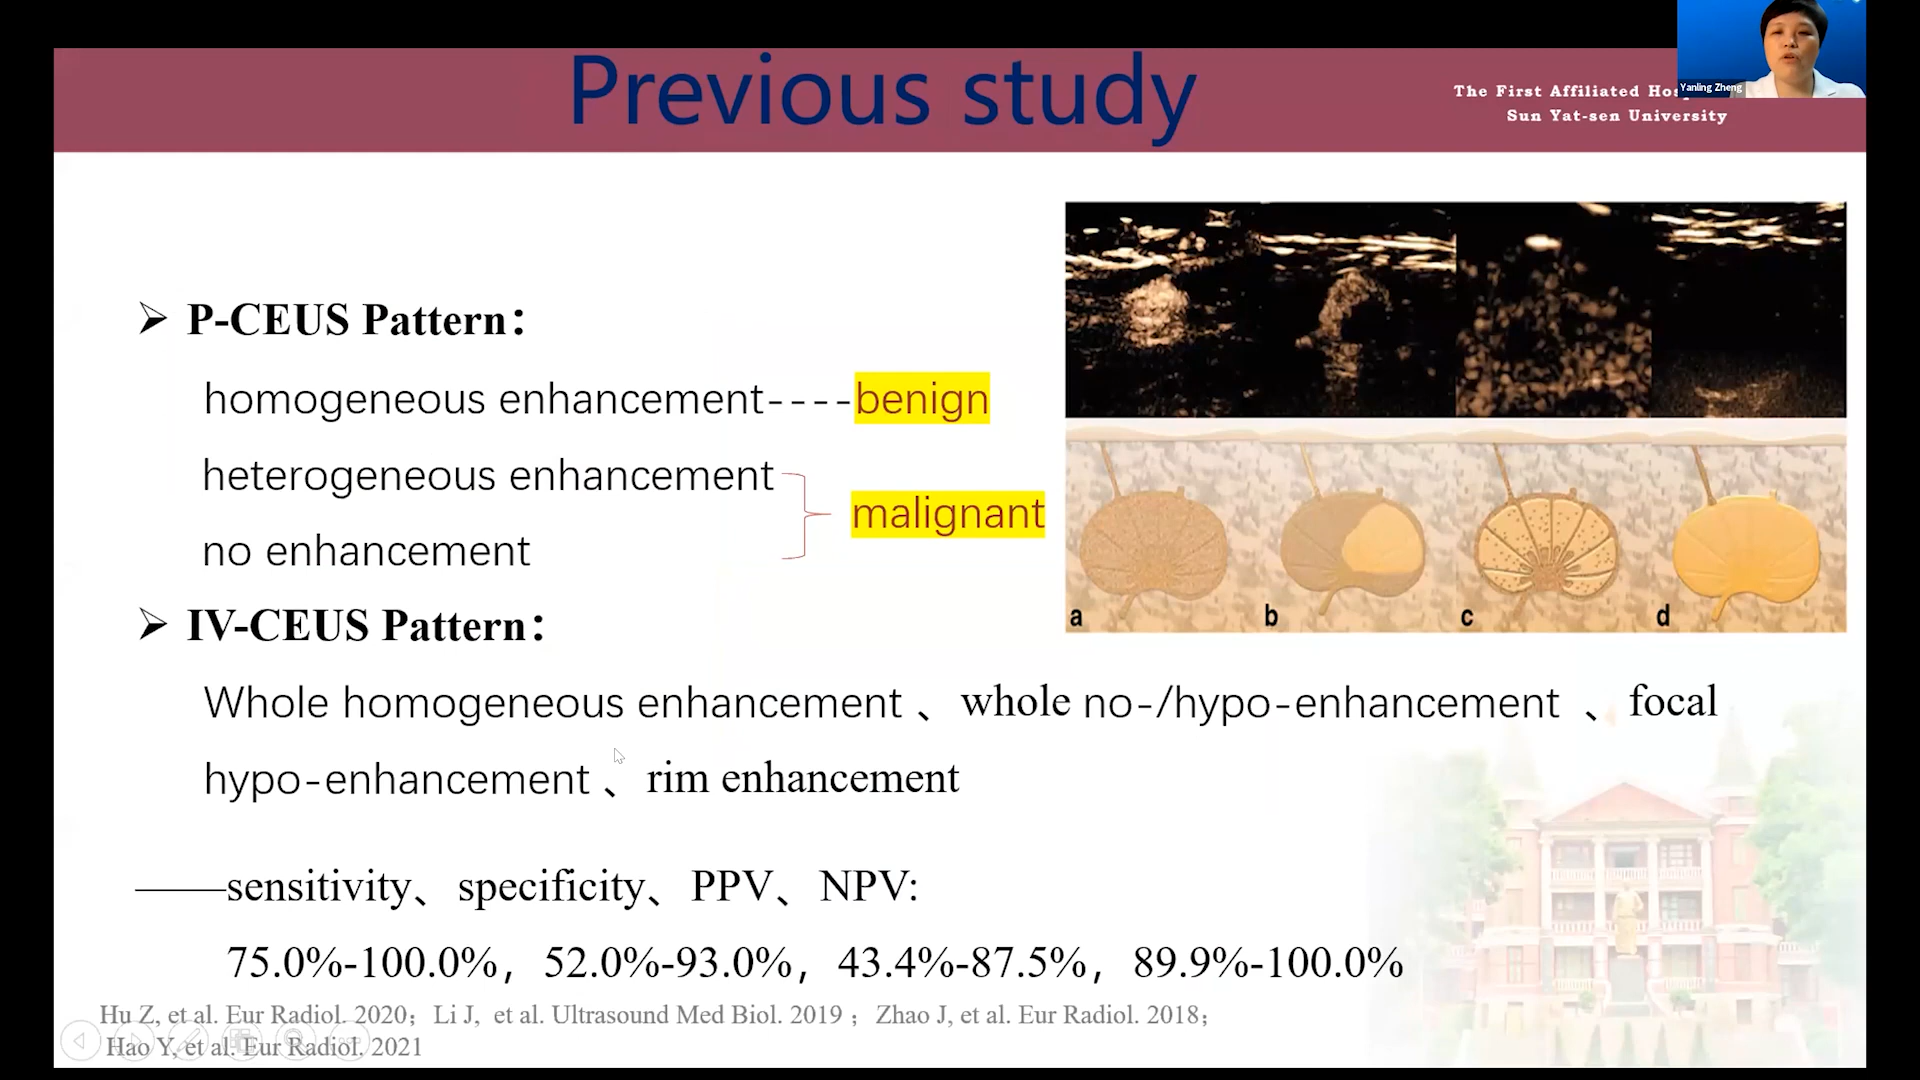 Previous study
The First Affiliated Hos
Sun Yat-sen University
Yanling Zheng
➢ P-CEUS Pattern：
homogeneous enhancement----benign
heterogeneous enhancement
malignant
no enhancement
➢ IV-CEUS Pattern：
Whole homogeneous enhancement 、whole no-/hypo-enhancement 、focal
hypo-enhancement 、rim enhancement
——sensitivity、specificity、PPV、NPV:
75.0%-100.0%，52.0%-93.0%，43.4%-87.5%，89.9%-100.0%
Hu Z, et al. Eur Radiol. 2020；Li J, et al. Ultrasound Med Biol. 2019；Zhao J, et al. Eur Radiol. 2018；
Hao Y, et al. Eur Radiol. 2021
a b c d